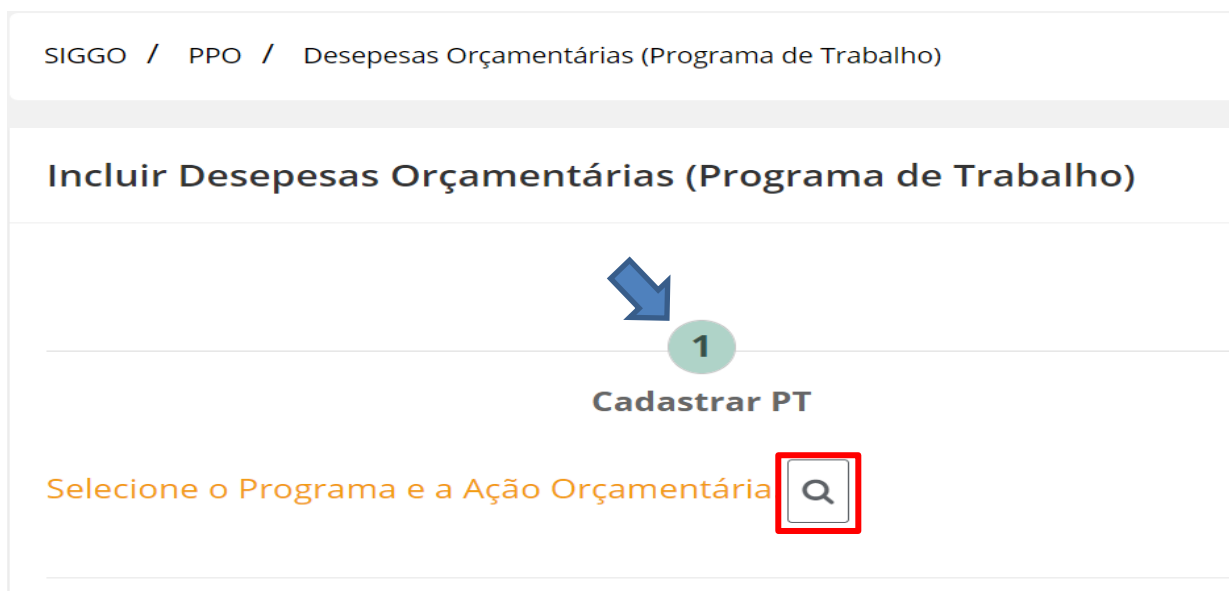 SIGGO / PPO / Desepesas Orçamentárias (Programa de Trabalho)
Incluir Desepesas Orçamentárias (Programa de Trabalho)
1
Cadastrar PT
Selecione o Programa e a Ação Orçamentária